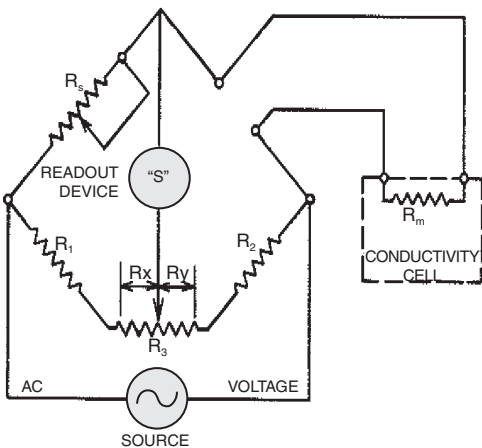 Rs
READOUT
DEVICE
“S”
R1
Rx
Ry
R2
R3
Rm
CONDUCTIVITY
CELL
AC
VOLTAGE
SOURCE